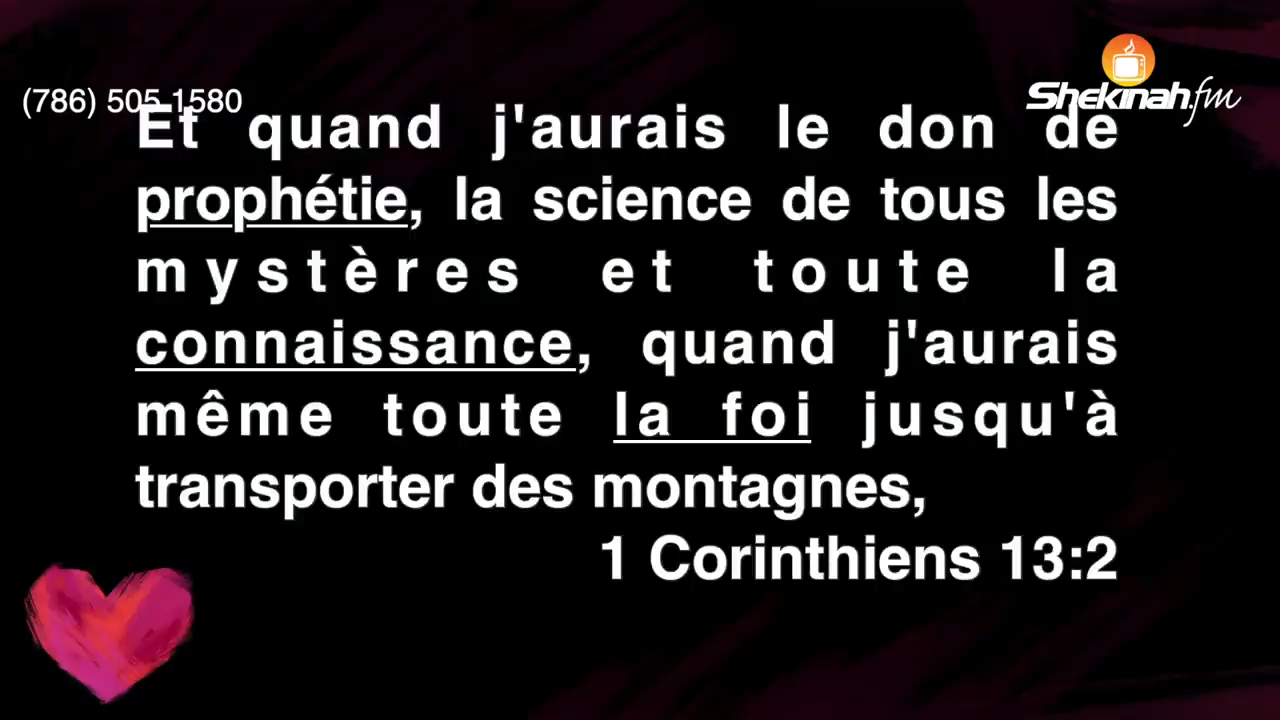 (786) 505-1580
Shekinah.fm
Et quand j'aurais le don de
prophétie, la science de tous les
mystères et toute la
connaissance, quand j'aurais
même toute la foi jusqu'à
transporter des montagnes,
1 Corinthiens 13:2